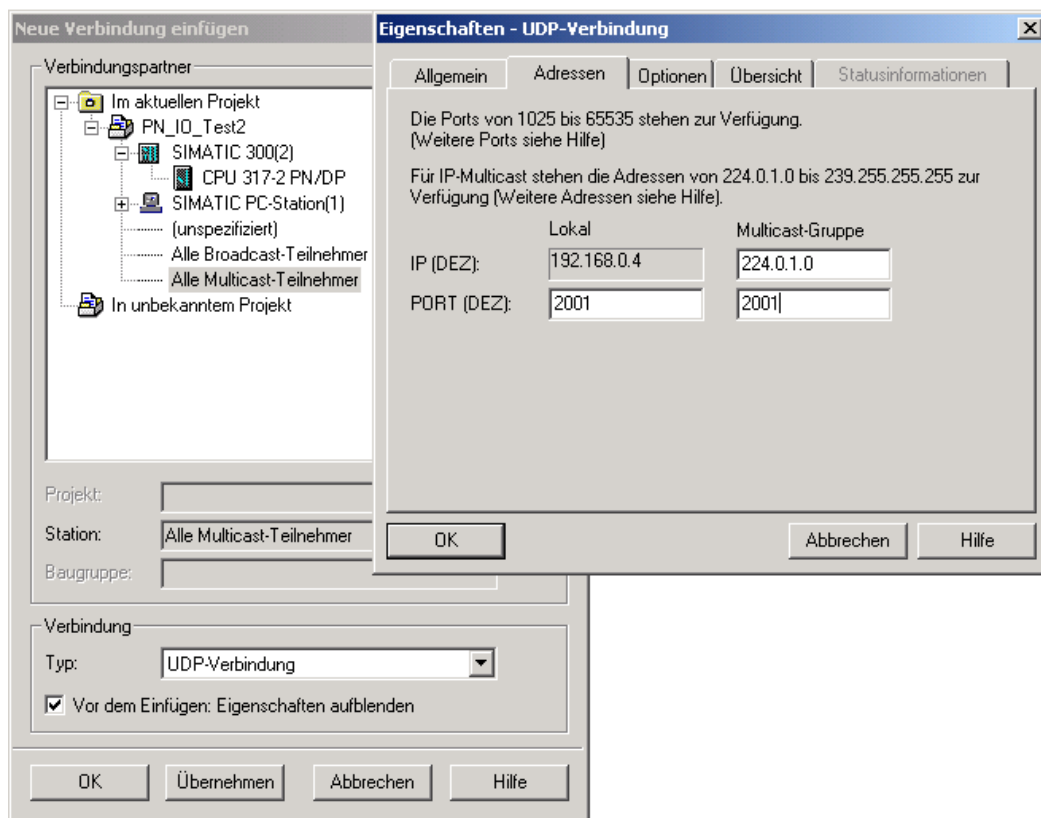 Neue Verbindung einfügen
Verbindungspartner
Im aktuellen Projekt
PN_IO_Test2
SIMATIC 300(2)
CPU 317-2 PN/DP
SIMATIC PC-Station(1)
(unspezifiziert)
Alle Broadcast-Teilnehmer
Alle Multicast-Teilnehmer
In unbekanntem Projekt
Projekt:
Station: Alle Multicast-Teilnehmer
Baugruppe:
Verbindung
Typ: UDP-Verbindung
Vor dem Einfügen: Eigenschaften aufblenden
OK Übernehmen Abbrechen Hilfe
Eigenschaften - UDP-Verbindung
Allgemein Adressen Optionen Übersicht Statusinformationen
Die Ports von 1025 bis 65535 stehen zur Verfügung.
(Weitere Ports siehe Hilfe)
Für IP-Multicast stehen die Adressen von 224.0.1.0 bis 239.255.255.255 zur
Verfügung (Weitere Adressen siehe Hilfe).
Lokal Multicast-Gruppe
IP (DEZ): 192.168.0.4 224.0.1.0
PORT (DEZ): 2001 2001
OK Abbrechen Hilfe